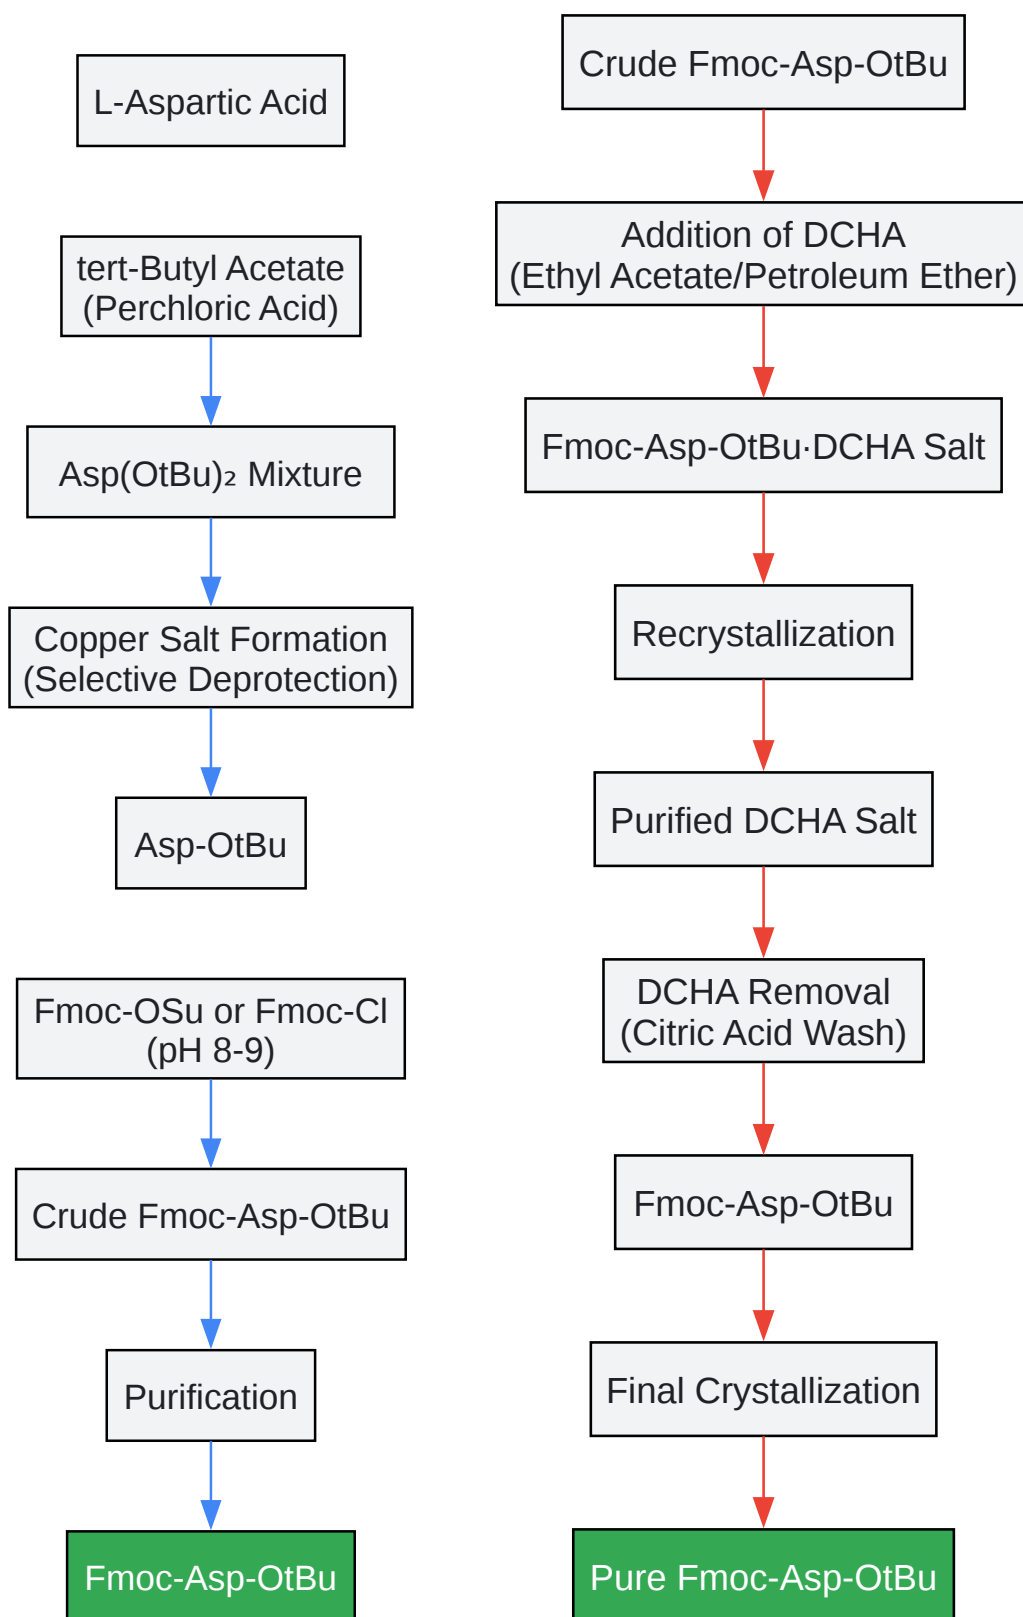 L-Aspartic Acid
tert-Butyl Acetate
(Perchloric Acid)
Asp(OtBu)₂ Mixture
Copper Salt Formation
(Selective Deprotection)
Asp-OtBu
Fmoc-OSu or Fmoc-Cl
(pH 8-9)
Crude Fmoc-Asp-OtBu
Purification
Fmoc-Asp-OtBu
Crude Fmoc-Asp-OtBu
Addition of DCHA
(Ethyl Acetate/Petroleum Ether)
Fmoc-Asp-OtBu·DCHA Salt
Recrystallization
Purified DCHA Salt
DCHA Removal
(Citric Acid Wash)
Fmoc-Asp-OtBu
Final Crystallization
Pure Fmoc-Asp-OtBu